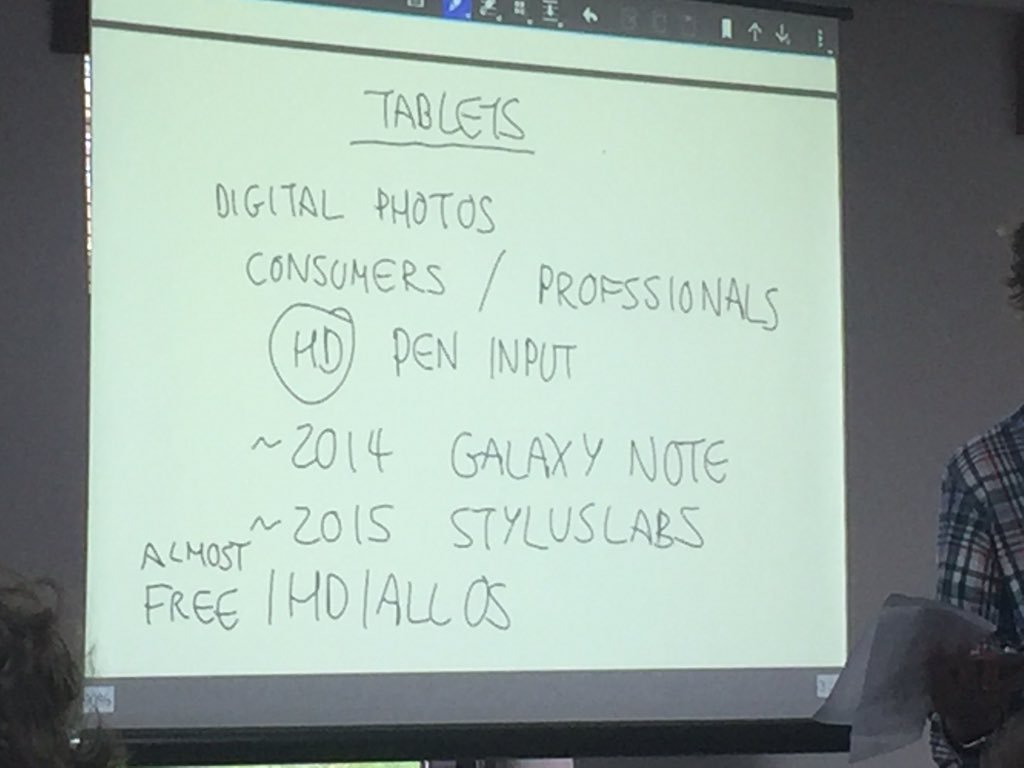 TABLETS
DIGITAL PHOTOS
CONSUMERS / PROFSSIONALS
HD PEN INPUT
~2014 GALAXY NOTE
~2015 STYLUSLABS
ALMOST
FREE / HD / ALL OS